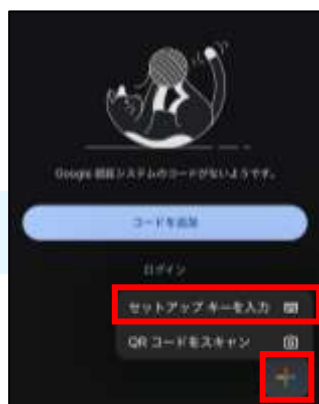 Google 認証システムのコードがないようです。
コードを追加
ログイン
セットアップ キーを入力
QR コードをスキャン